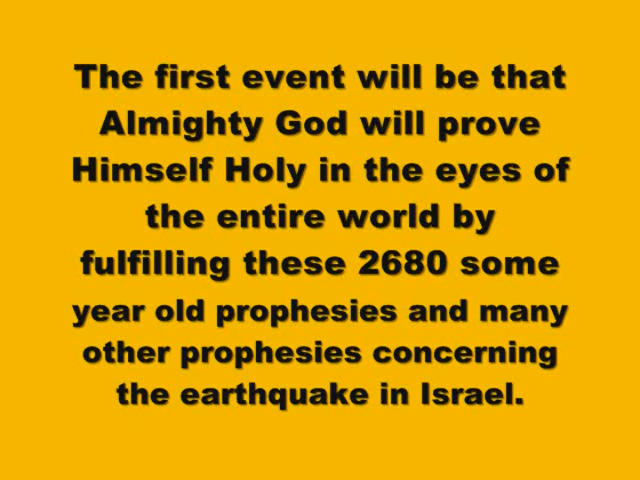 The first event will be that
Almighty God will prove
Himself Holy in the eyes of
the entire world by
fulfilling these 2680 some
year old prophesies and many
other prophesies concerning
the earthquake in Israel.